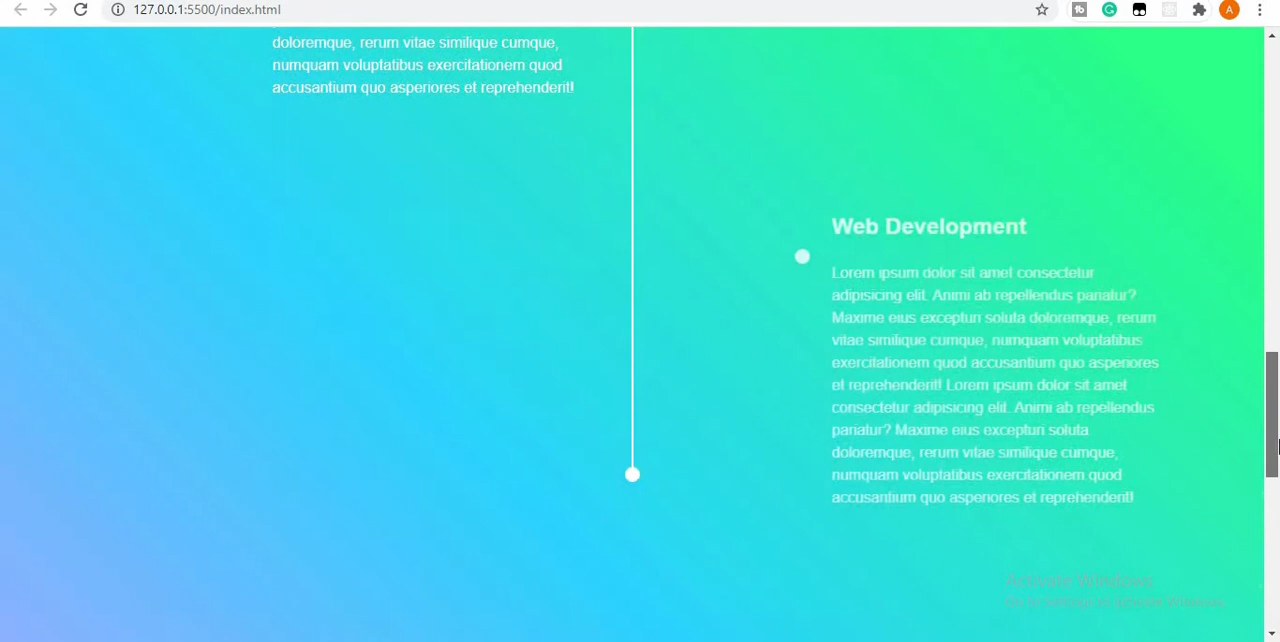 127.0.0.1:5500/index.html
A
doloremque, rerum vitae similique cumque,
numquam voluptatibus exercitationem quod
accusantium quo asperiores et reprehenderit!
Web Development
Lorem ipsum dolor sit amet consectetur
adipisicing elit. Animi ab repellendus pariatur?
Maxime eius excepturi soluta doloremque, rerum
vitae similique cumque, numquam voluptatibus
exercitationem quod accusantium quo asperiores
et reprehenderit! Lorem ipsum dolor sit amet
consectetur adipisicing elit. Animi ab repellendus
pariatur? Maxime eius excepturi soluta
doloremque, rerum vitae similique cumque,
numquam voluptatibus exercitationem quod
accusantium quo asperiores et reprehenderit!
Activate Windows
Go to Settings to activate Windows.